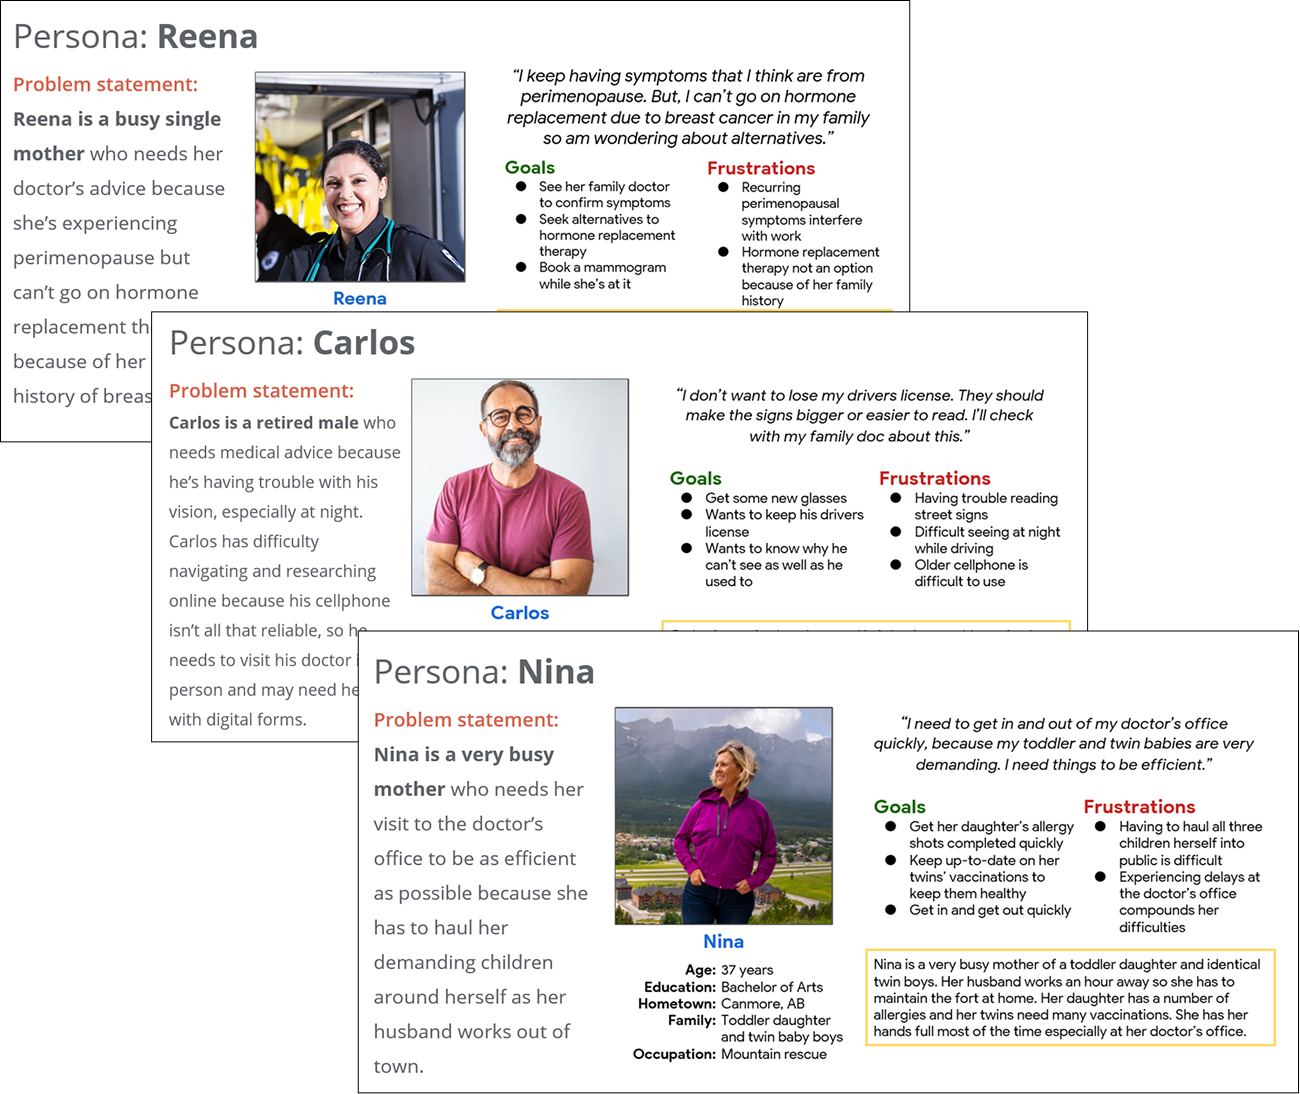 Persona: Reena
Problem statement:
Reena is a busy single
mother who needs her
doctor’s advice because
she’s experiencing
perimenopause but
can’t go on hormone
replacement th
because of her
history of breas
Reena
“I keep having symptoms that I think are from
perimenopause. But, I can’t go on hormone
replacement due to breast cancer in my family
so am wondering about alternatives.”
Goals
● See her family doctor
to confirm symptoms
● Seek alternatives to
hormone replacement
therapy
● Book a mammogram
while she’s at it
Frustrations
● Recurring
perimenopausal
symptoms interfere
with work
● Hormone replacement
therapy not an option
because of her family
history
Persona: Carlos
Problem statement:
Carlos is a retired male who
needs medical advice because
he’s having trouble with his
vision, especially at night.
Carlos has difficulty
navigating and researching
online because his cellphone
isn’t all that reliable, so he
needs to visit his doctor i
person and may need he
with digital forms.
Carlos
“I don’t want to lose my drivers license. They should
make the signs bigger or easier to read. I’ll check
with my family doc about this.”
Goals
● Get some new glasses
● Wants to keep his drivers
license
● Wants to know why he
can’t see as well as he
used to
Frustrations
● Having trouble reading
street signs
● Difficult seeing at night
while driving
● Older cellphone is
difficult to use
Persona: Nina
Problem statement:
Nina is a very busy
mother who needs her
visit to the doctor’s
office to be as efficient
as possible because she
has to haul her
demanding children
around herself as her
husband works out of
town.
Nina
Age: 37 years
Education: Bachelor of Arts
Hometown: Canmore, AB
Family: Toddler daughter
and twin baby boys
Occupation: Mountain rescue
“I need to get in and out of my doctor’s office
quickly, because my toddler and twin babies are very
demanding. I need things to be efficient.”
Goals
● Get her daughter’s allergy
shots completed quickly
● Keep up-to-date on her
twins’ vaccinations to
keep them healthy
● Get in and get out quickly
Frustrations
● Having to haul all three
children herself into
public is difficult
● Experiencing delays at
the doctor’s office
compounds her
difficulties
Nina is a very busy mother of a toddler daughter and identical
twin boys. Her husband works an hour away so she has to
maintain the fort at home. Her daughter has a number of
allergies and her twins need many vaccinations. She has her
hands full most of the time especially at her doctor’s office.